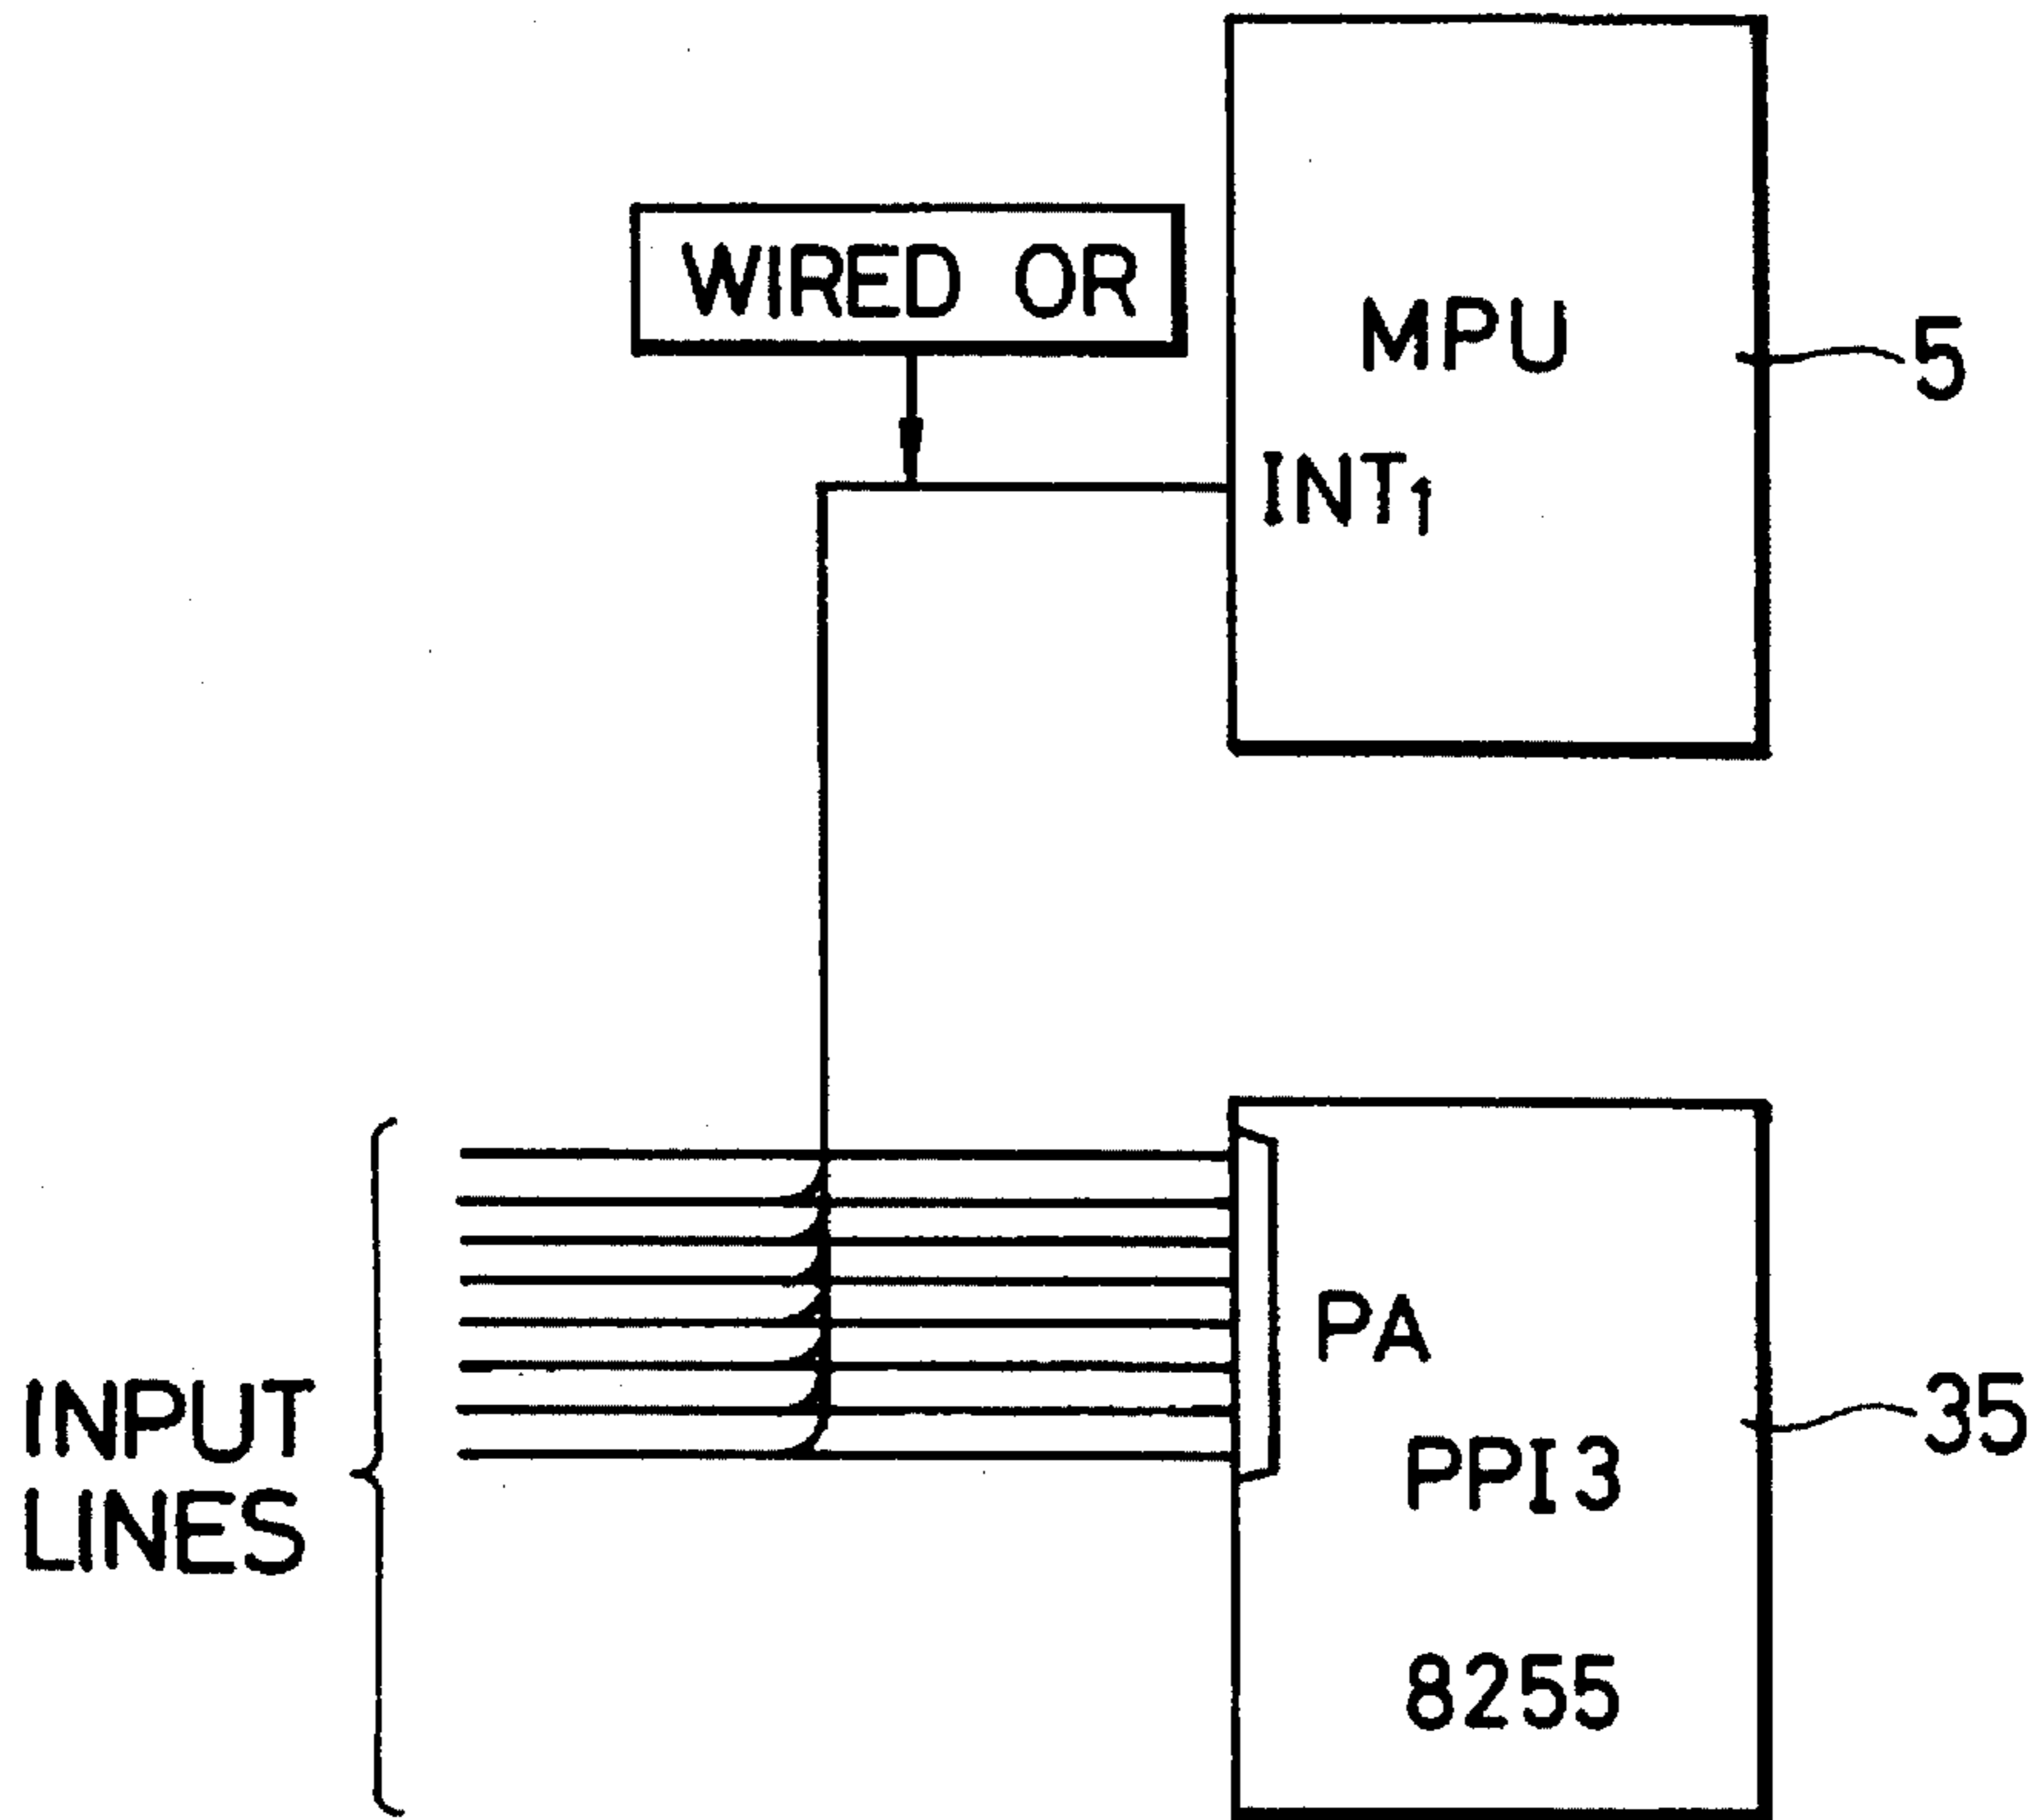 WIRED OR
MPU
5
INT₁
PA
INPUT
LINES
35
PPI3
8255